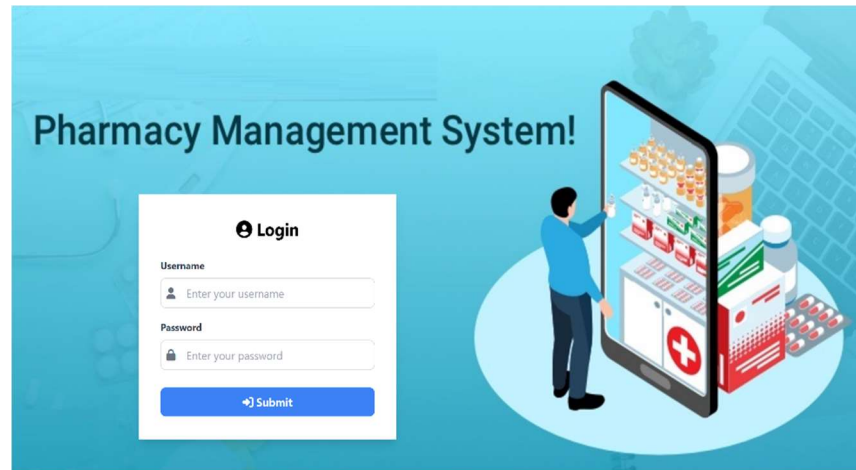 Pharmacy Management System!
Login
Username
Enter your username
Password
Enter your password
Submit